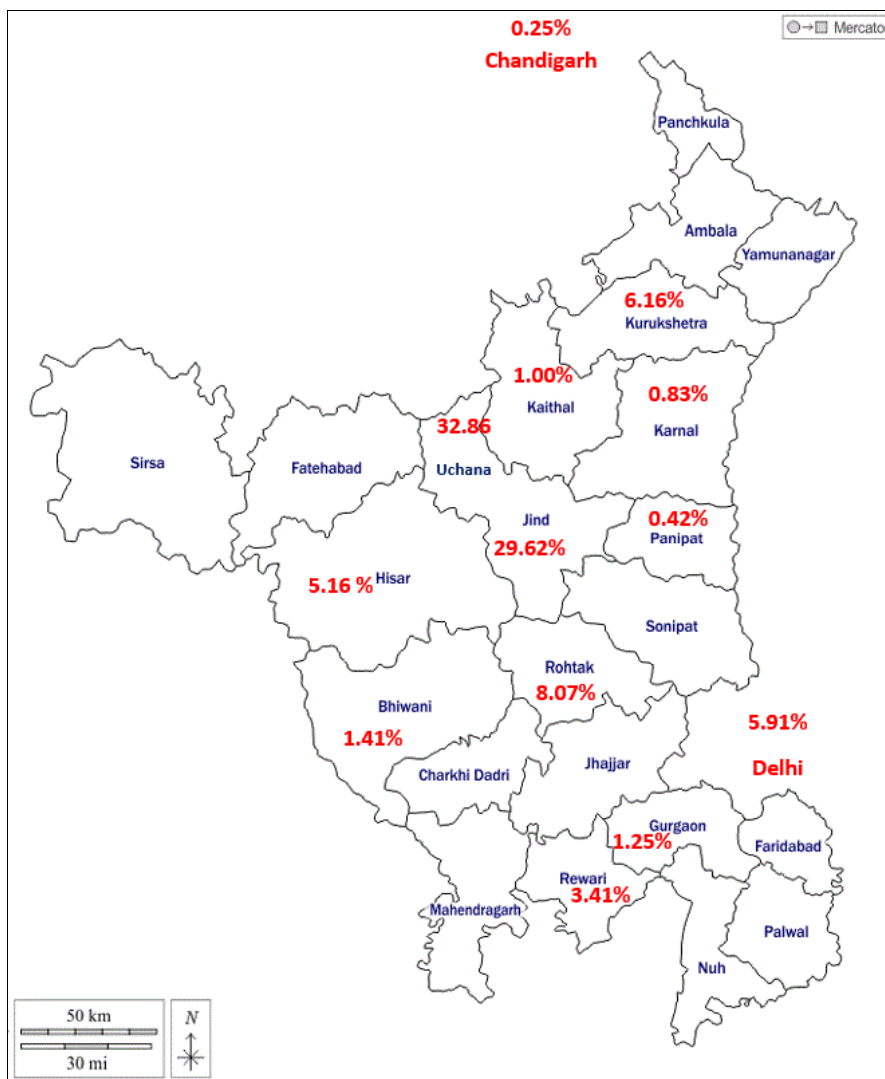 0.25%
Chandigarh
Mercator
Panchkula
Ambala
Yamunanagar
6.16%
Kurukshetra
1.00%
Kaithal
0.83%
Karnal
32.86
Uchana
Sirsa
Fatehabad
Jind
29.62%
0.42%
Panipat
5.16 %
Hisar
Sonipat
Rohtak
8.07%
Bhiwani
1.41%
5.91%
Delhi
Charkhi Dadri
Jhajjar
Gurgaon
1.25%
Faridabad
Rewari
3.41%
Mahendragarh
Palwal
Nuh
50 km
30 mi
N